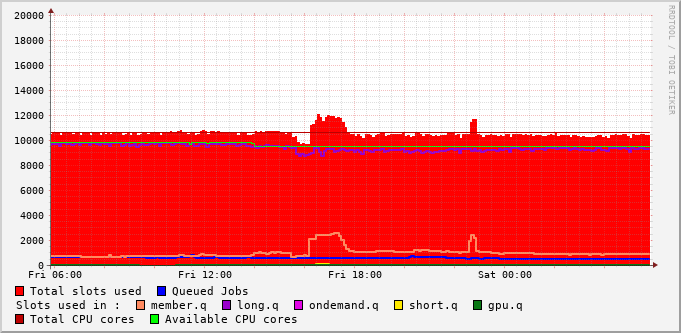 20000
18000
16000
14000
12000
10000
8000
6000
4000
2000
0
Fri 06:00 Fri 12:00 Fri 18:00 Sat 00:00
RRDTOOL / TOBI OETIKER
Total slots used Queued Jobs
Slots used in : member.q long.q ondemand.q short.q gpu.q
Total CPU cores Available CPU cores